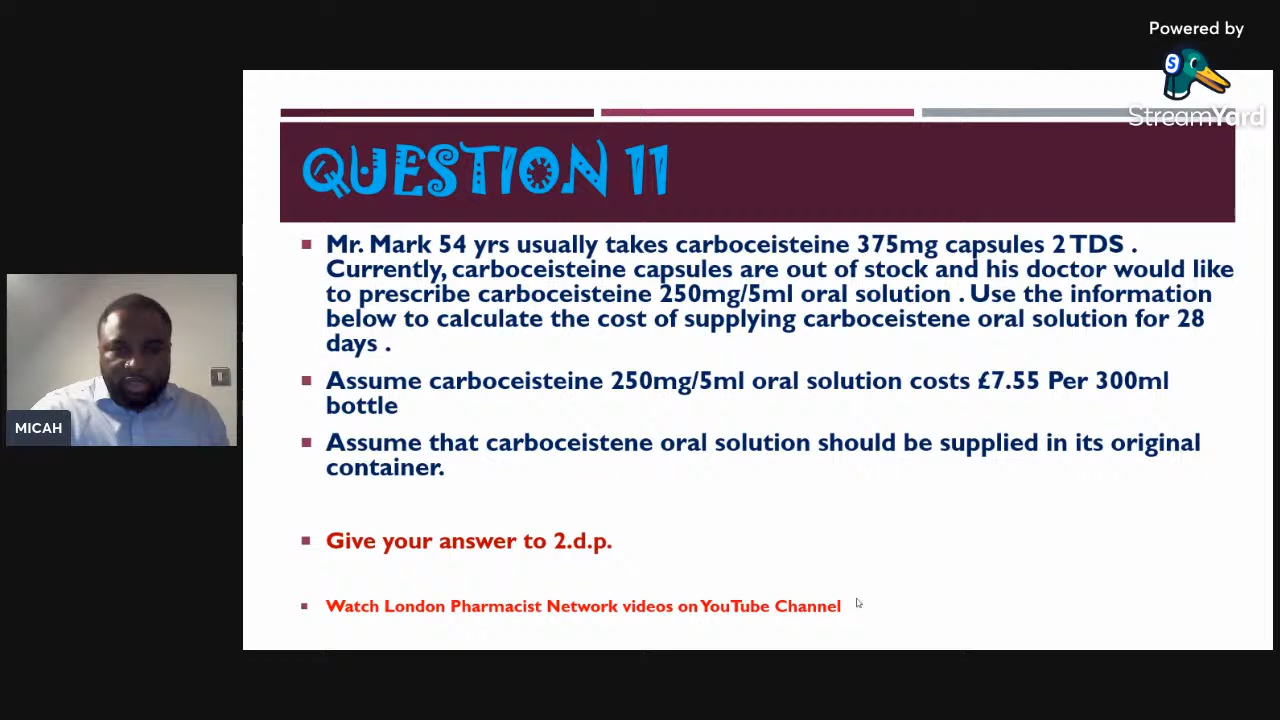 Powered by
StreamYard
QUESTION 11
Mr. Mark 54 yrs usually takes carboceisteine 375mg capsules 2 TDS .
Currently, carboceisteine capsules are out of stock and his doctor would like
to prescribe carboceisteine 250mg/5ml oral solution . Use the information
below to calculate the cost of supplying carboceistene oral solution for 28
days .
Assume carboceisteine 250mg/5ml oral solution costs £7.55 Per 300ml
bottle
Assume that carboceistene oral solution should be supplied in its original
container.
Give your answer to 2.d.p.
Watch London Pharmacist Network videos on YouTube Channel
MICAH